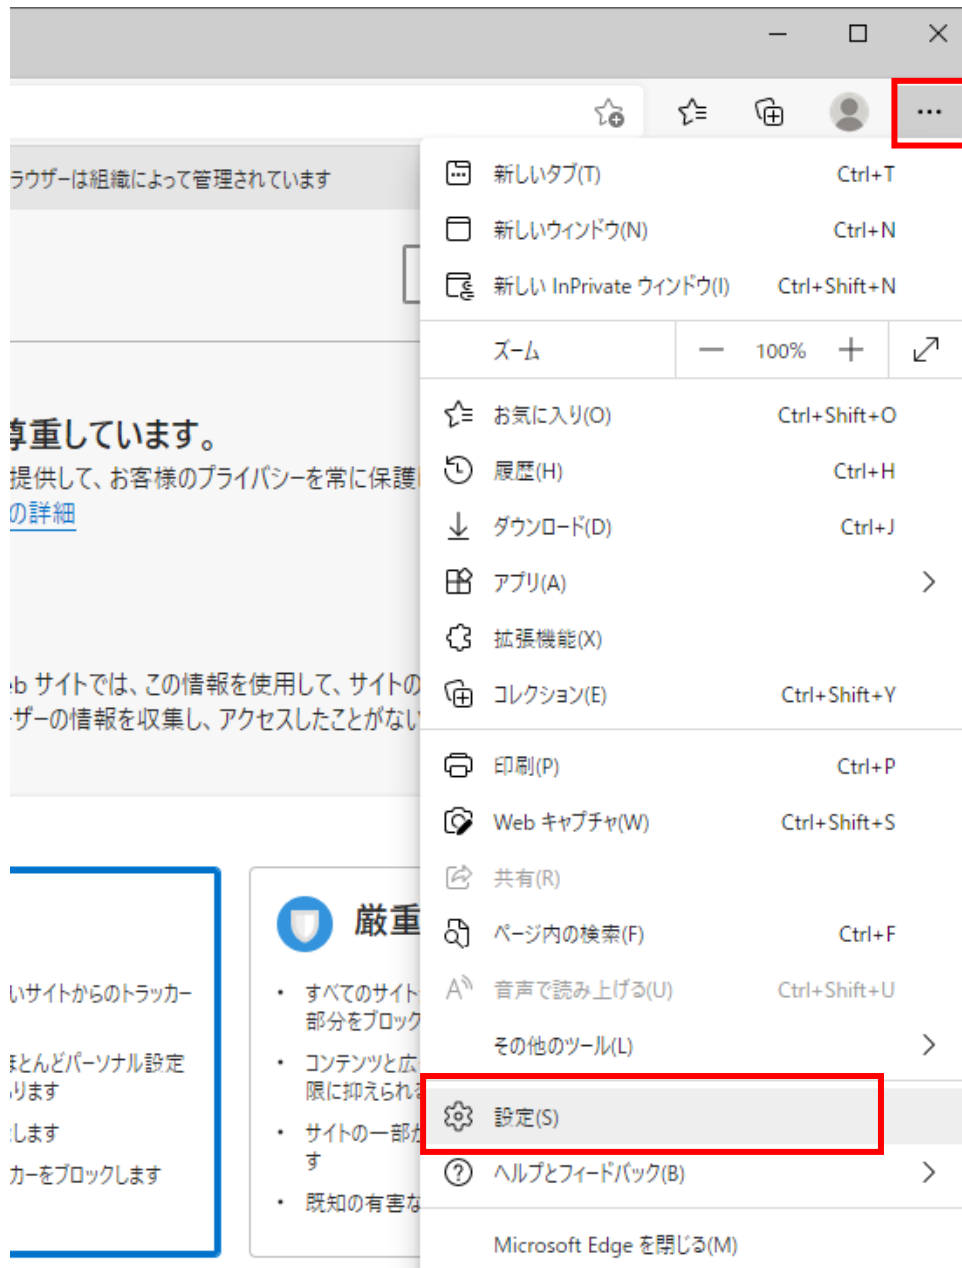 ラウザーは組織によって管理されています
尊重しています。
提供して、お客様のプライバシーを常に保護
の詳細
eb サイトでは、この情報を使用して、サイトの
ーザーの情報を収集し、アクセスしたことがない
いサイトからのトラッカー
ほとんどパーソナル設定
ります
します
カーをブロックします
厳重
• すべてのサイト
部分をブロック
• コンテンツと広
限に抑えられ
• サイトの一部が
す
• 既知の有害な
新しいタブ(T) Ctrl+T
新しいウィンドウ(N) Ctrl+N
新しい InPrivate ウィンドウ(I) Ctrl+Shift+N
ズーム — 100% +
お気に入り(O) Ctrl+Shift+O
履歴(H) Ctrl+H
ダウンロード(D) Ctrl+J
アプリ(A)
拡張機能(X)
コレクション(E) Ctrl+Shift+Y
印刷(P) Ctrl+P
Web キャプチャ(W) Ctrl+Shift+S
共有(R)
ページ内の検索(F) Ctrl+F
音声で読み上げる(U) Ctrl+Shift+U
その他のツール(L)
設定(S)
ヘルプとフィードバック(B)
Microsoft Edge を閉じる(M)